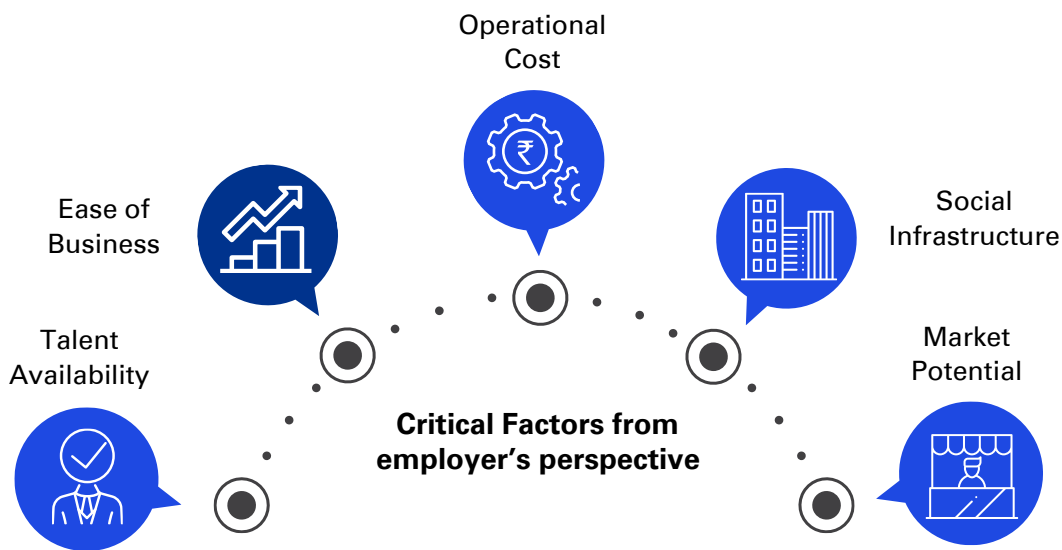 Operational
Cost
₹
Ease of
Business
Social
Infrastructure
Talent
Availability
Market
Potential
Critical Factors from
employer's perspective